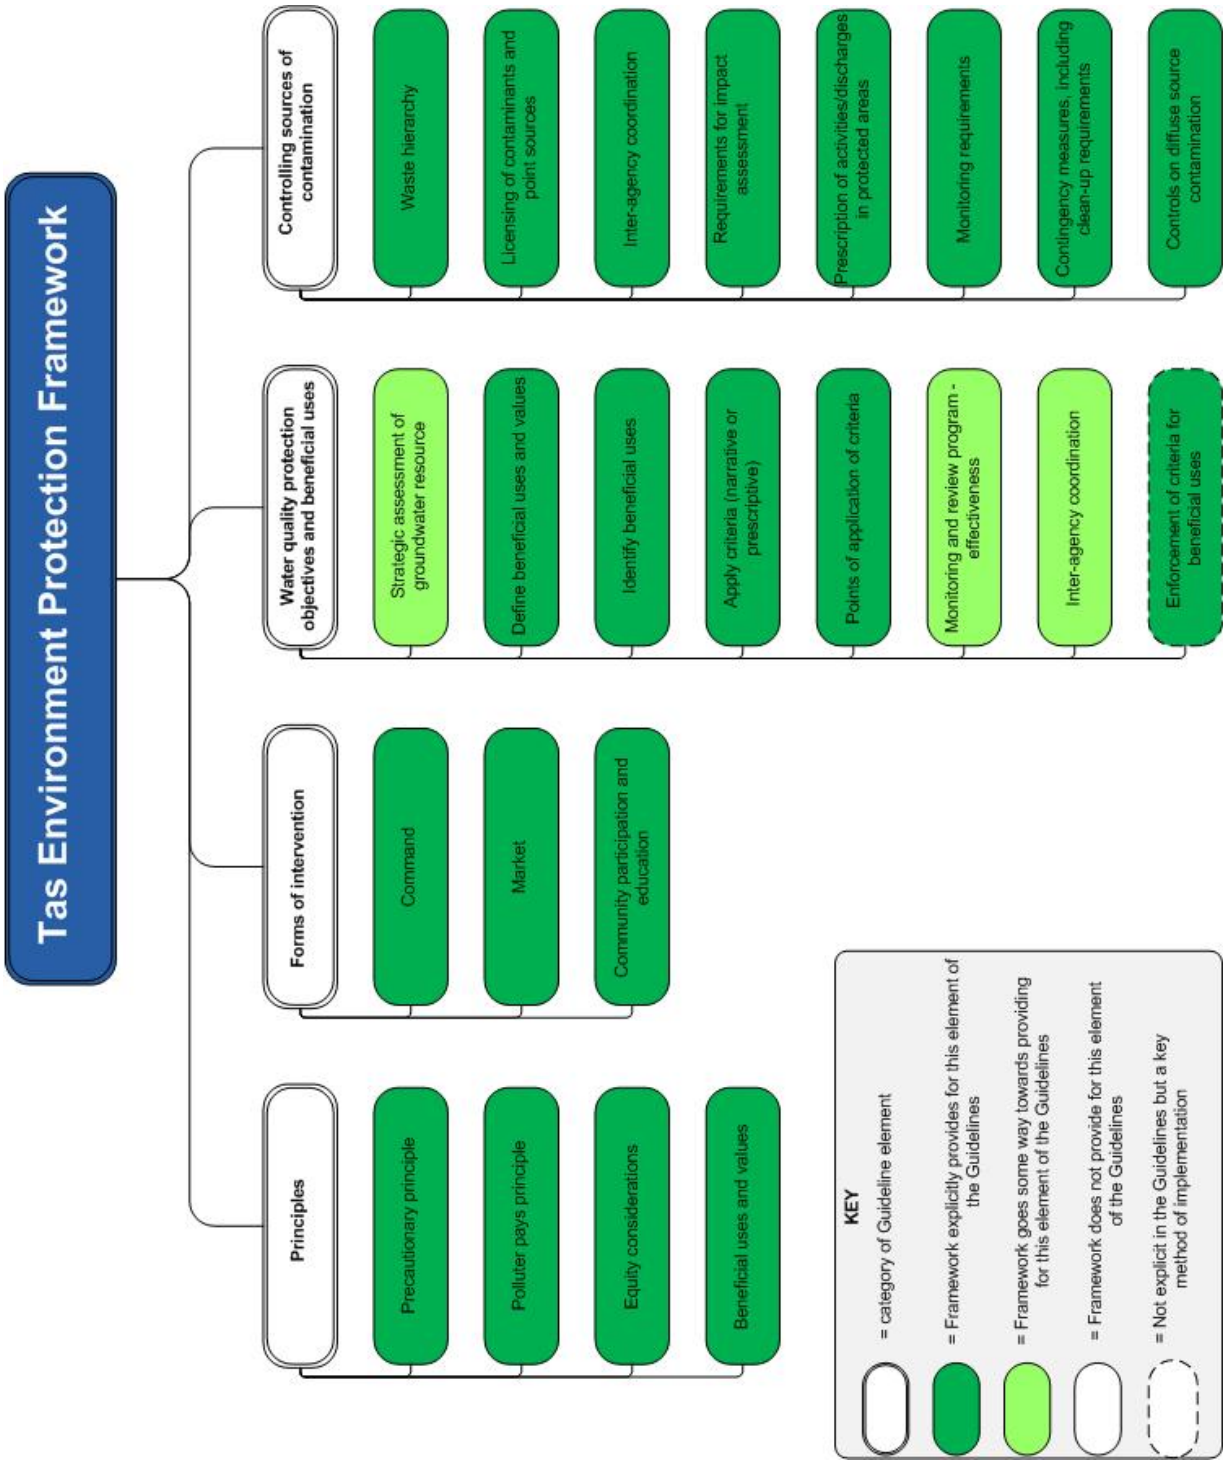 Tas Environment Protection Framework
Principles
Precautionary principle
Polluter pays principle
Equity considerations
Beneficial uses and values
Forms of intervention
Command
Market
Community participation and
education
Water quality protection
objectives and beneficial uses
Strategic assessment of
groundwater resource
Define beneficial uses and values
Identify beneficial uses
Apply criteria (narrative or
prescriptive)
Points of application of criteria
Monitoring and review program -
effectiveness
Inter-agency coordination
Enforcement of criteria for
beneficial uses
Controlling sources of
contamination
Waste hierarchy
Licensing of contaminants and
point sources
Inter-agency coordination
Requirements for impact
assessment
Prescription of activities/discharges
in protected areas
Monitoring requirements
Contingency measures, including
clean-up requirements
Controls on diffuse source
contamination
KEY
= category of Guideline element
= Framework explicitly provides for this element of
the Guidelines
= Framework goes some way towards providing
for this element of the Guidelines
= Framework does not provide for this element
of the Guidelines
= Not explicit in the Guidelines but a key
method of implementation